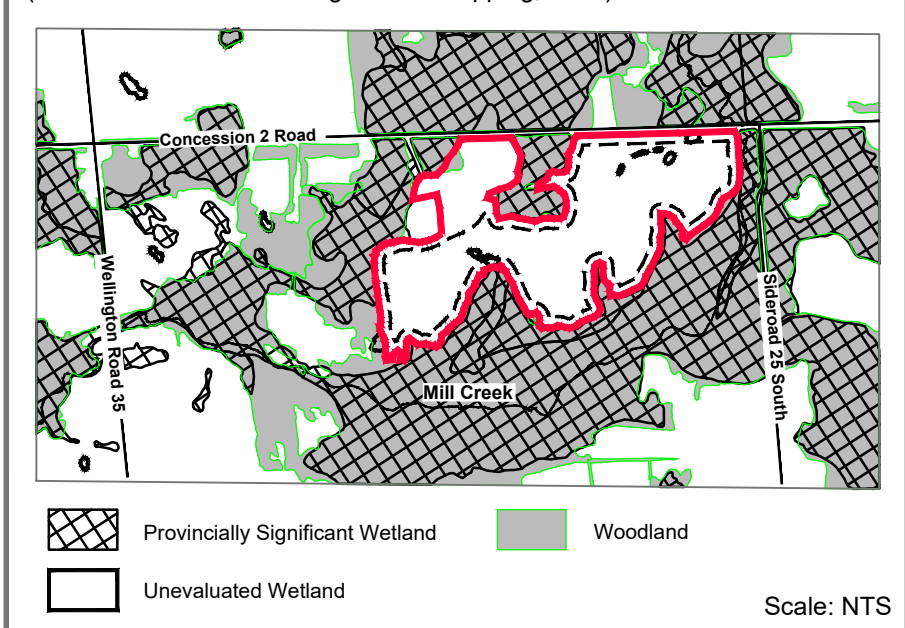 Concession 2 Road
Wellington Road 35
Sideroad 25 South
Mill Creek
Provincially Significant Wetland
Woodland
Unevaluated Wetland
Scale: NTS